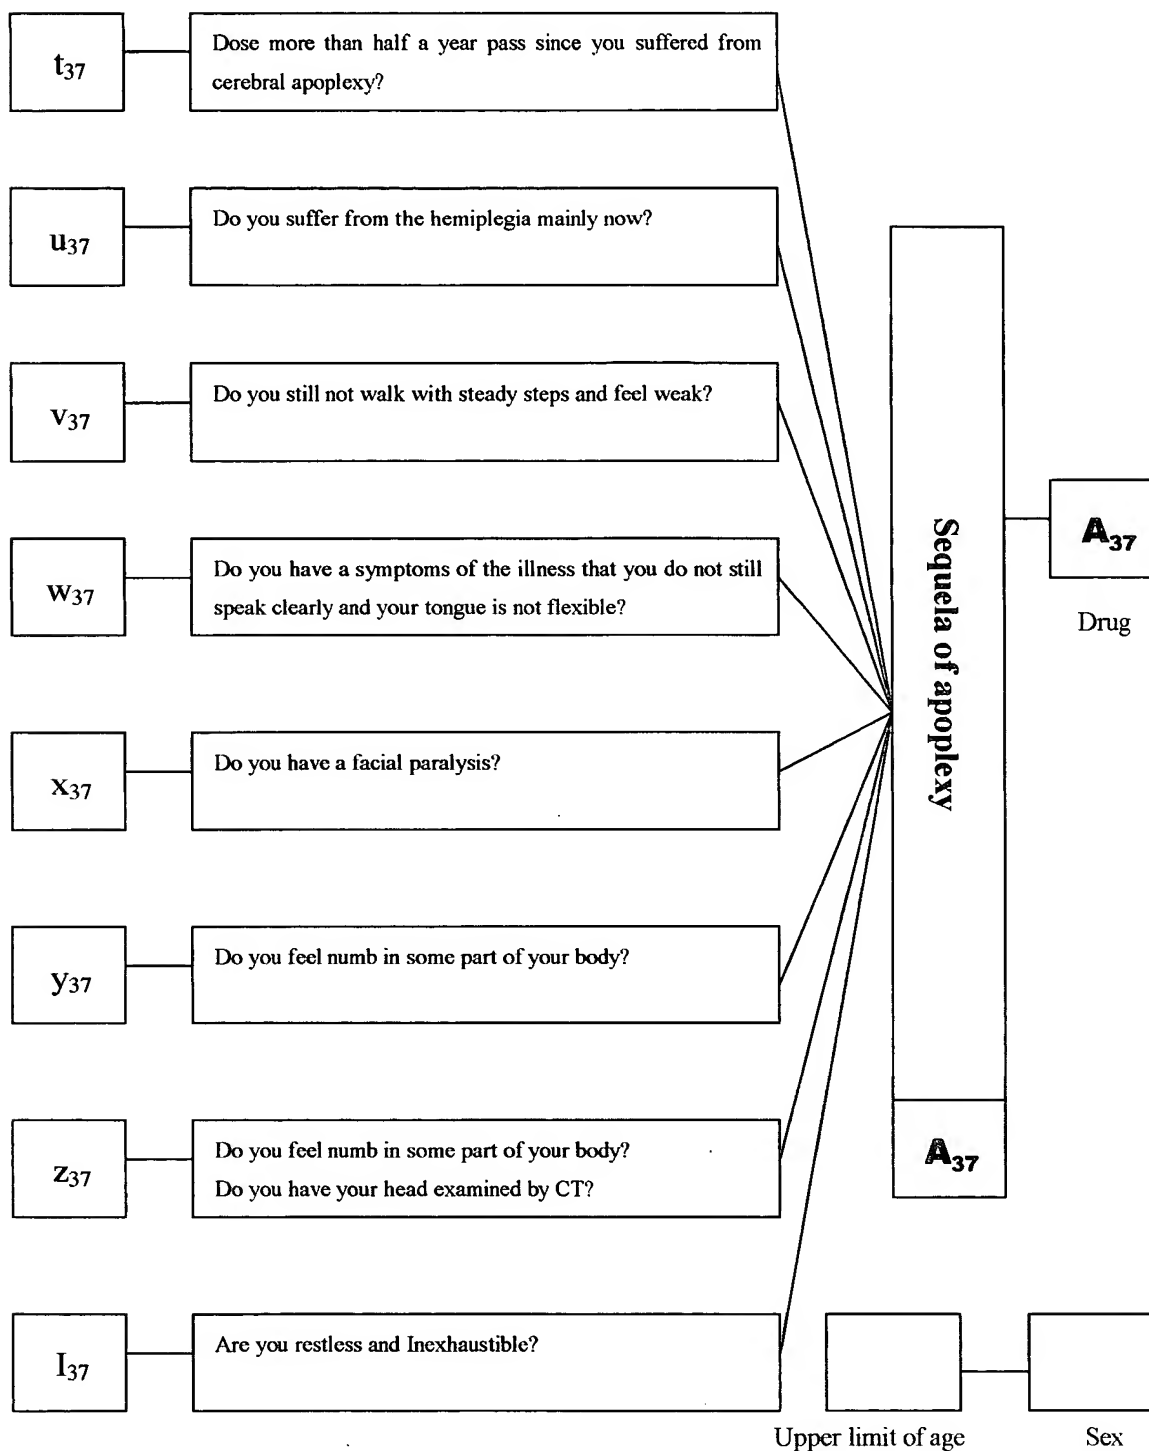 t37
Dose more than half a year pass since you suffered from
cerebral apoplexy?
u37
Do you suffer from the hemiplegia mainly now?
v37
Do you still not walk with steady steps and feel weak?
w37
Do you have a symptoms of the illness that you do not still
speak clearly and your tongue is not flexible?
x37
Do you have a facial paralysis?
y37
Do you feel numb in some part of your body?
z37
Do you feel numb in some part of your body?
Do you have your head examined by CT?
I37
Are you restless and Inexhaustible?
Sequela of apoplexy
A37
A37
Drug
Upper limit of age
Sex